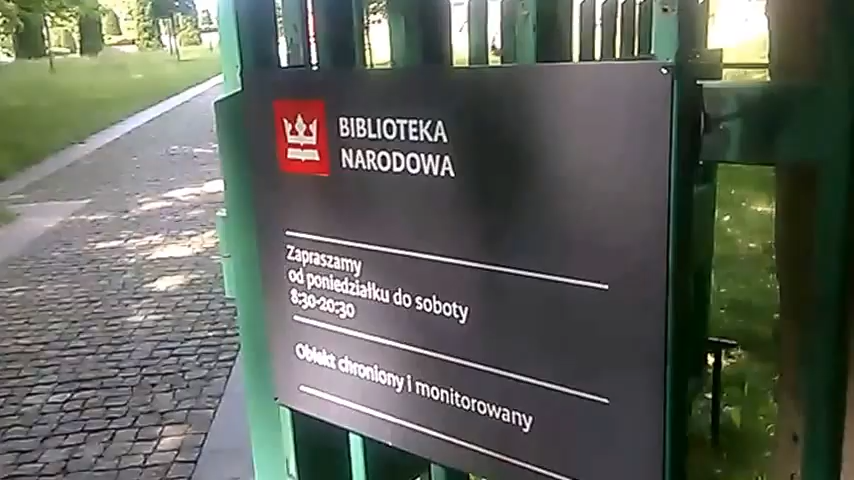 BIBLIOTEKA
NARODOWA
Zapraszamy
od poniedziałku do soboty
8:30-20:30
Obiekt chroniony i monitorowany